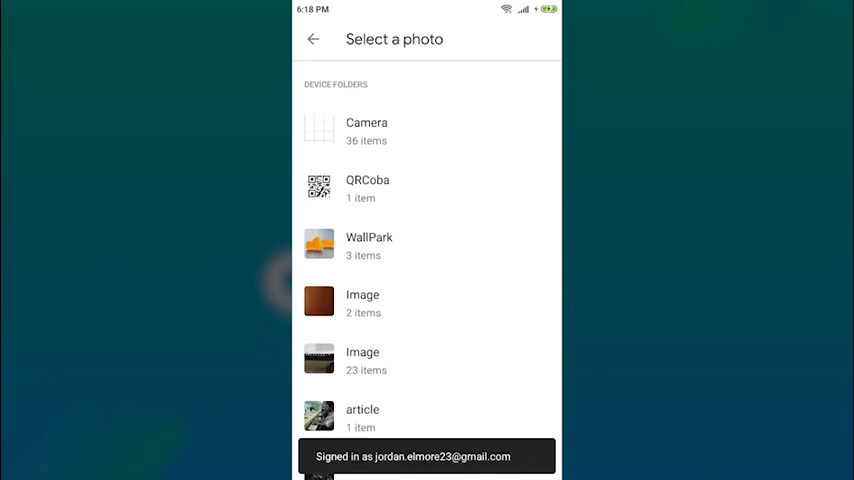 6:18 PM
Select a photo
DEVICE FOLDERS
Camera
36 items
QRCoba
1 item
WallPark
3 items
Image
2 items
Image
23 items
article
1 item
Signed in as jordan.elmore23@gmail.com